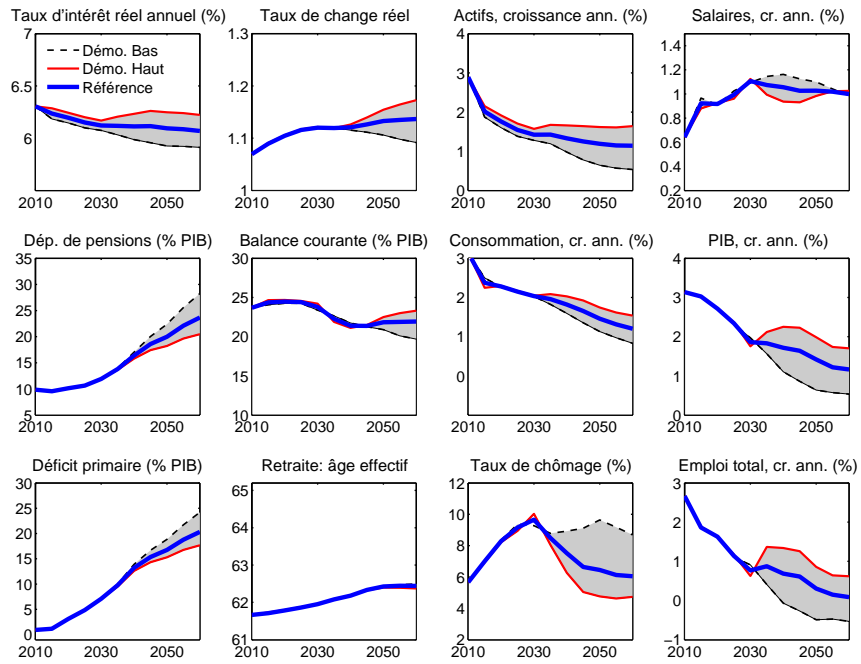 Taux d'intérêt réel annuel (%)
Taux de change réel
Actifs, croissance ann. (%)
Salaires, cr. ann. (%)
6.5
6
Démo. Bas
Démo. Haut
Référence
2010 2030 2050
1.3
1.2
1.1
1
2010 2030 2050
4
3
2
1
0
2010 2030 2050
1.4
1.2
1
0.8
0.6
0.4
0.2
2010 2030 2050
Dép. de pensions (% PIB)
Balance courante (% PIB)
Consommation, cr. ann. (%)
PIB, cr. ann. (%)
35
30
25
20
15
10
5
2010 2030 2050
30
25
20
15
10
2010 2030 2050
3
2
1
0
2010 2030 2050
4
3
2
1
0
2010 2030 2050
Déficit primaire (% PIB)
Retraite: âge effectif
Taux de chômage (%)
Emploi total, cr. ann. (%)
30
25
20
15
10
5
0
2010 2030 2050
65
64
63
62
61
2010 2030 2050
12
10
8
6
4
2
2010 2030 2050
3
2
1
0
−1
2010 2030 2050